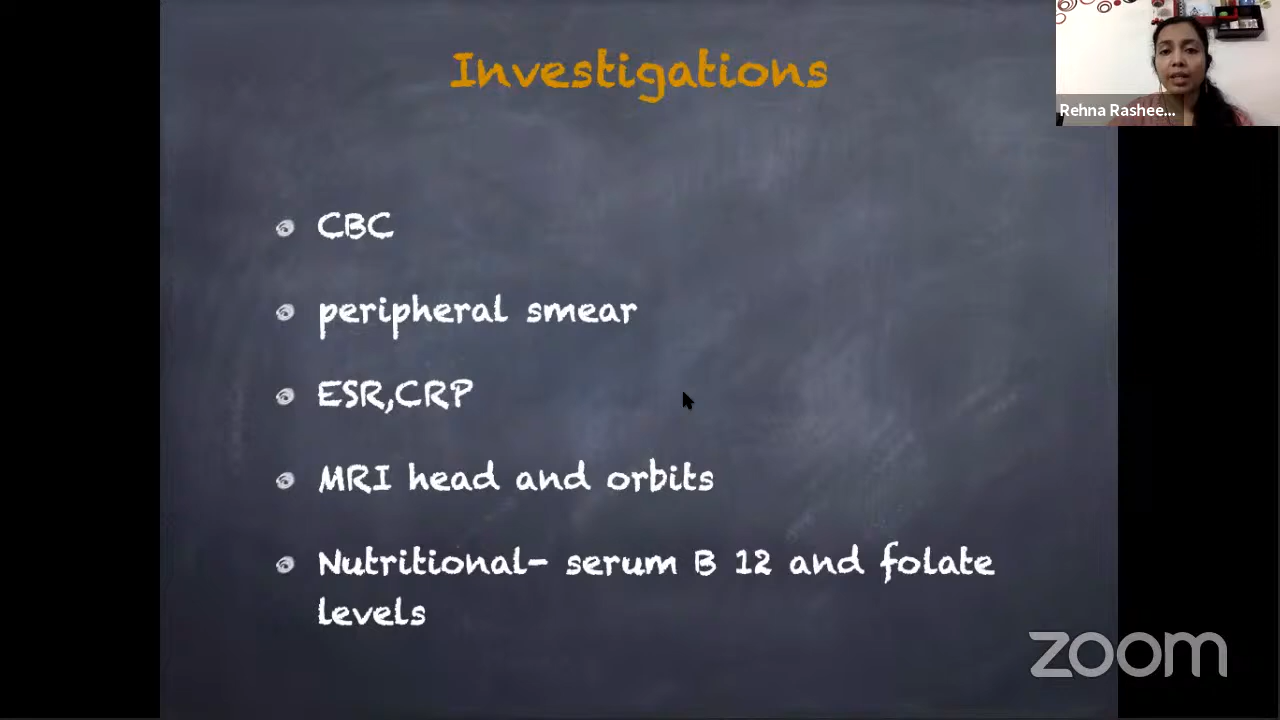 Investigations
Rehna Rashee...
CBC
peripheral smear
ESR,CRP
MRI head and orbits
Nutritional- serum B 12 and folate
levels
zoom